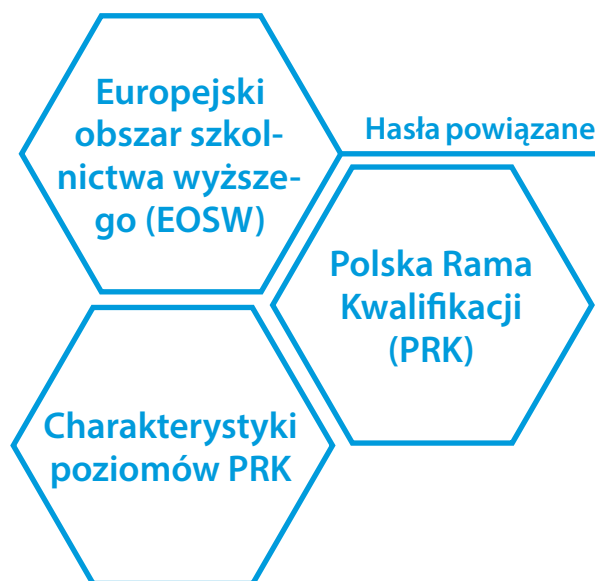 Europejski
obszar szkol-
nictwa wyższe-
go (EOSW)
Hasła powiązane
Polska Rama
Kwalifikacji
(PRK)
Charakterystyki
poziomów PRK